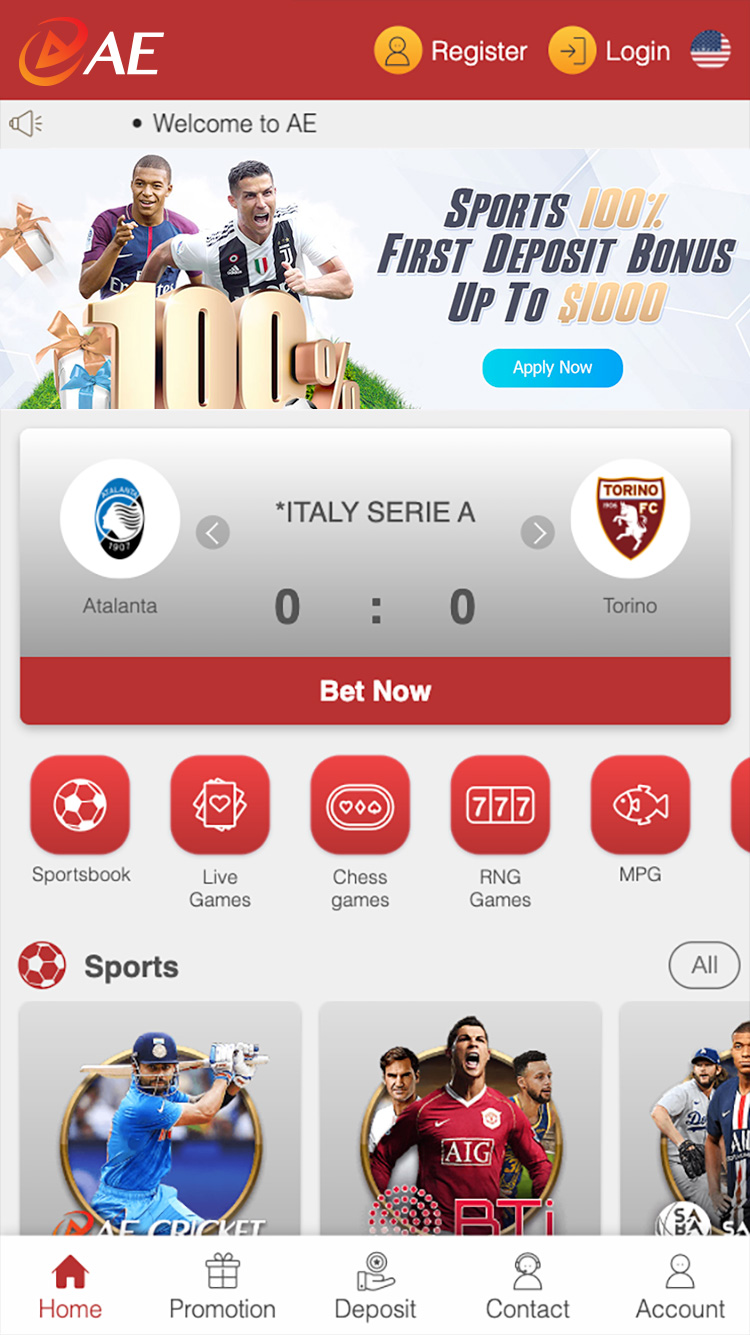 AE
Register
Login
• Welcome to AE
SPORTS 100%
FIRST DEPOSIT BONUS
UP TO $1000
Apply Now
100%
ATALANTA
1907
*ITALY SERIE A
TORINO
1906 FC
Atalanta
0 : 0
Torino
Bet Now
777
Sportsbook
Live
Games
Chess
games
RNG
Games
MPG
Sports
All
AIG
AE CRICKET
BTi
SABA
SA
Home
Promotion
Deposit
Contact
Account